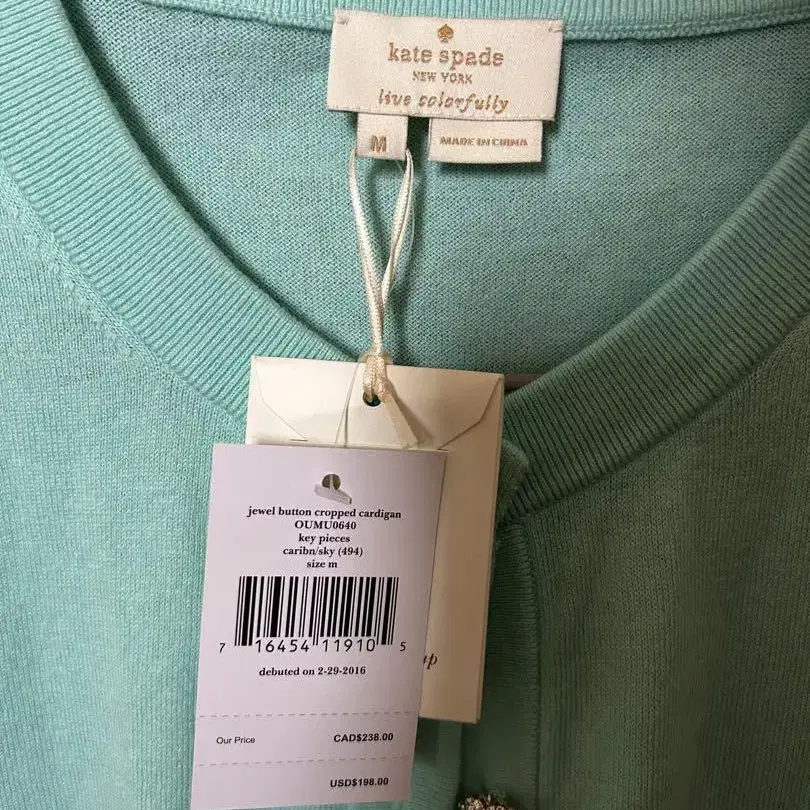 kate spade
NEW YORK
live colorfully
M
MADE IN CHINA
jewel button cropped cardigan
OUMU0640
key pieces
caribn/sky (494)
size m
7 16454 11910 5
debuted on 2-29-2016
Our Price CAD$238.00
USD$198.00